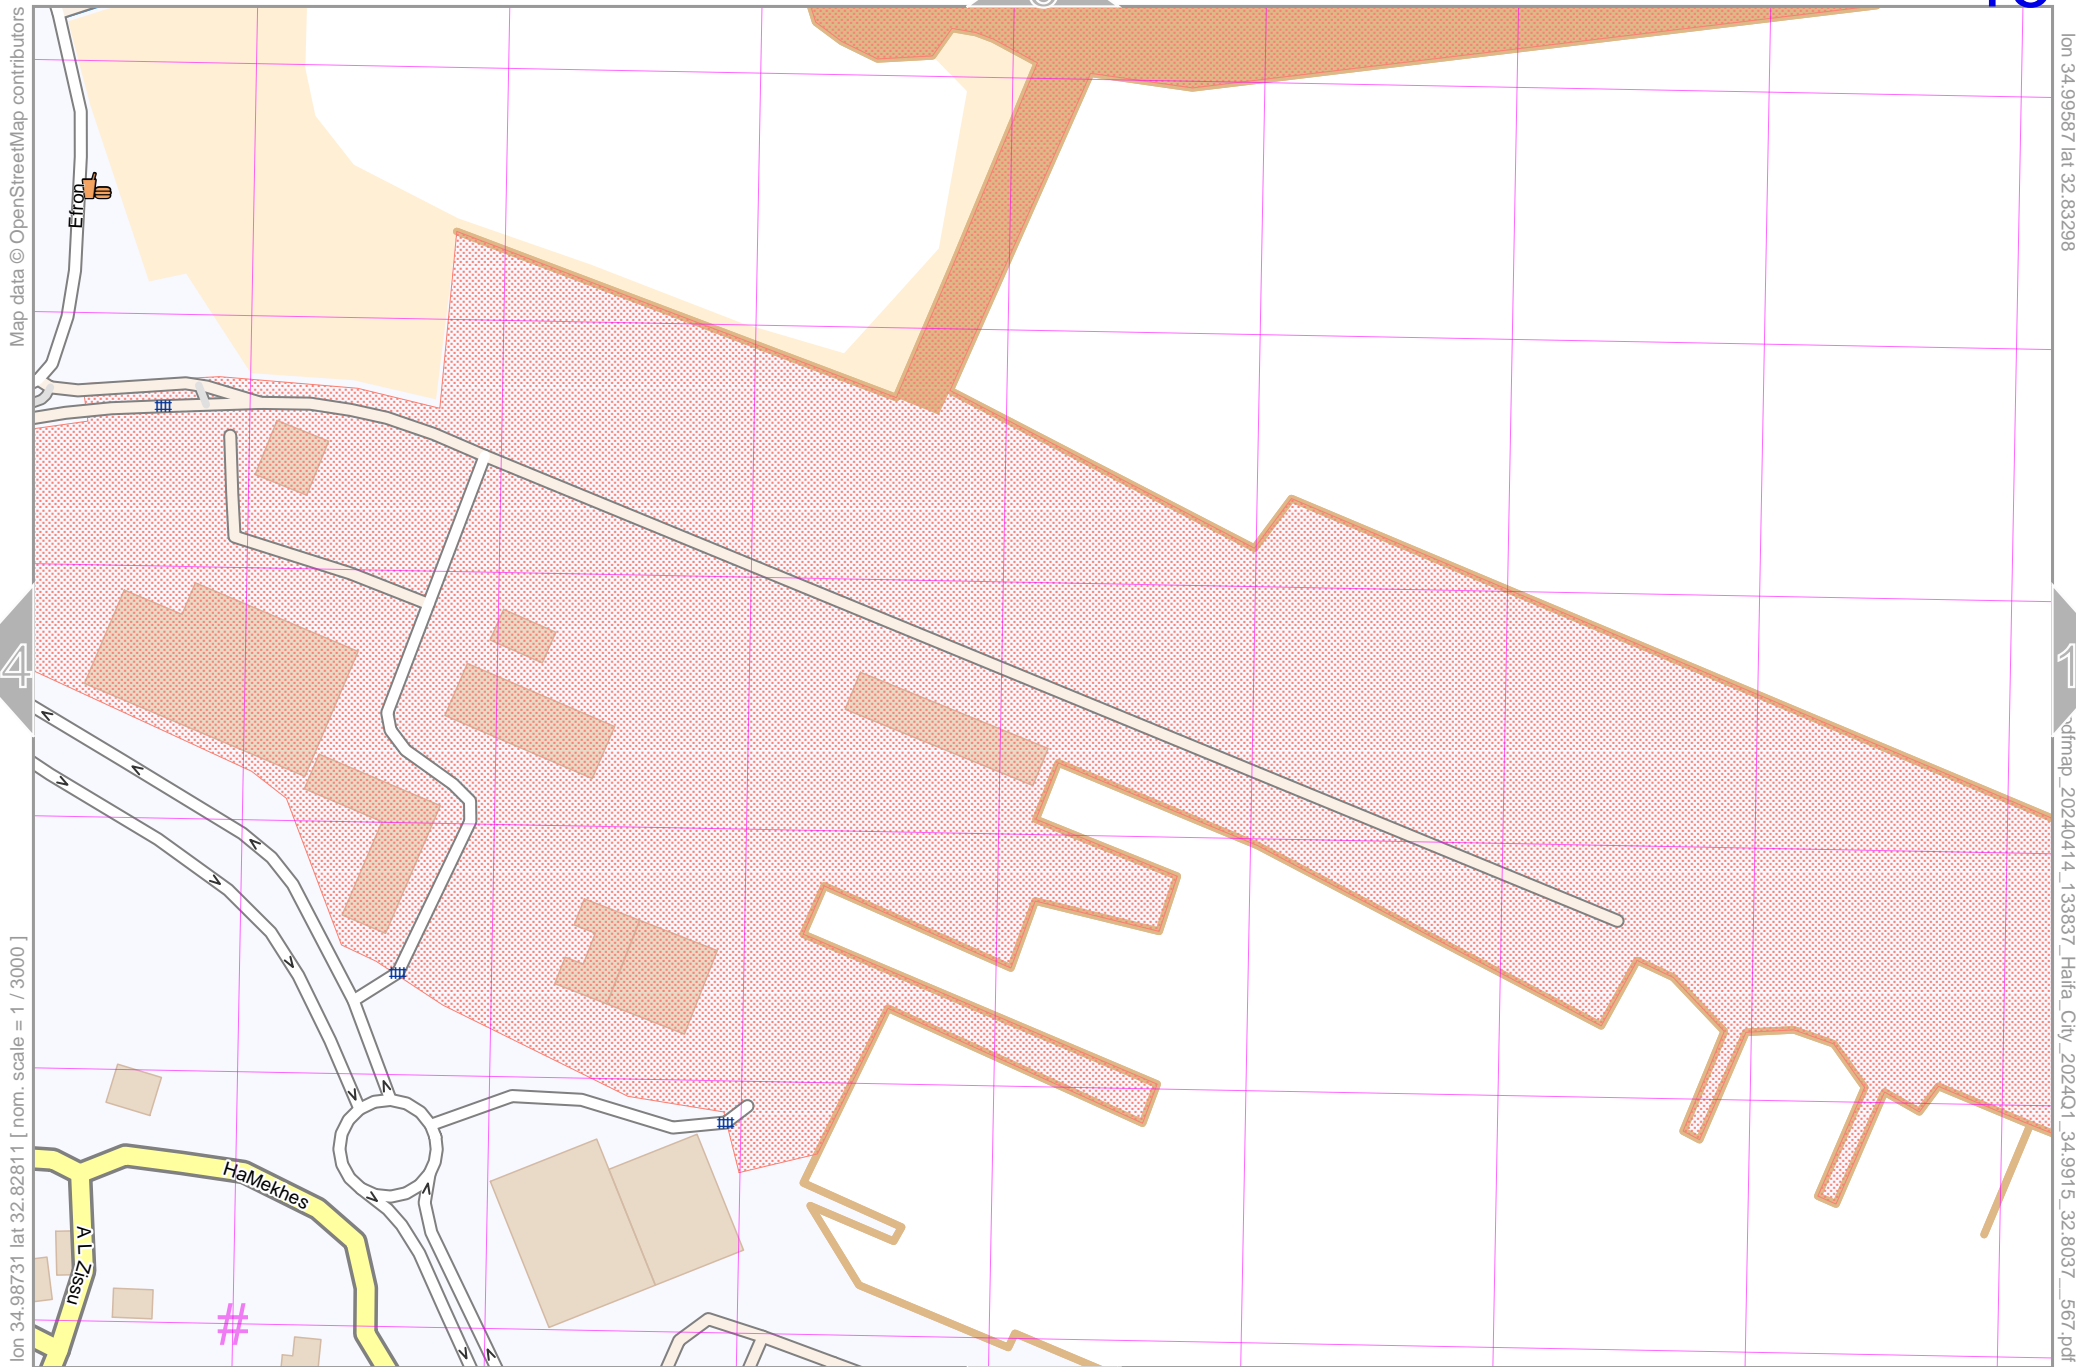 Map data © OpenStreetMap contributors
lon 34.98731 lat 32.82811 [ nom. scale = 1 / 3000 ]
lon 34.99587 lat 32.83298
pdfmap_20240414_133837_Haifa_City_2024Q1_34.9915_32.8037__567.pdf
Efron
4
1
HaMekhes
A L Zissu
#